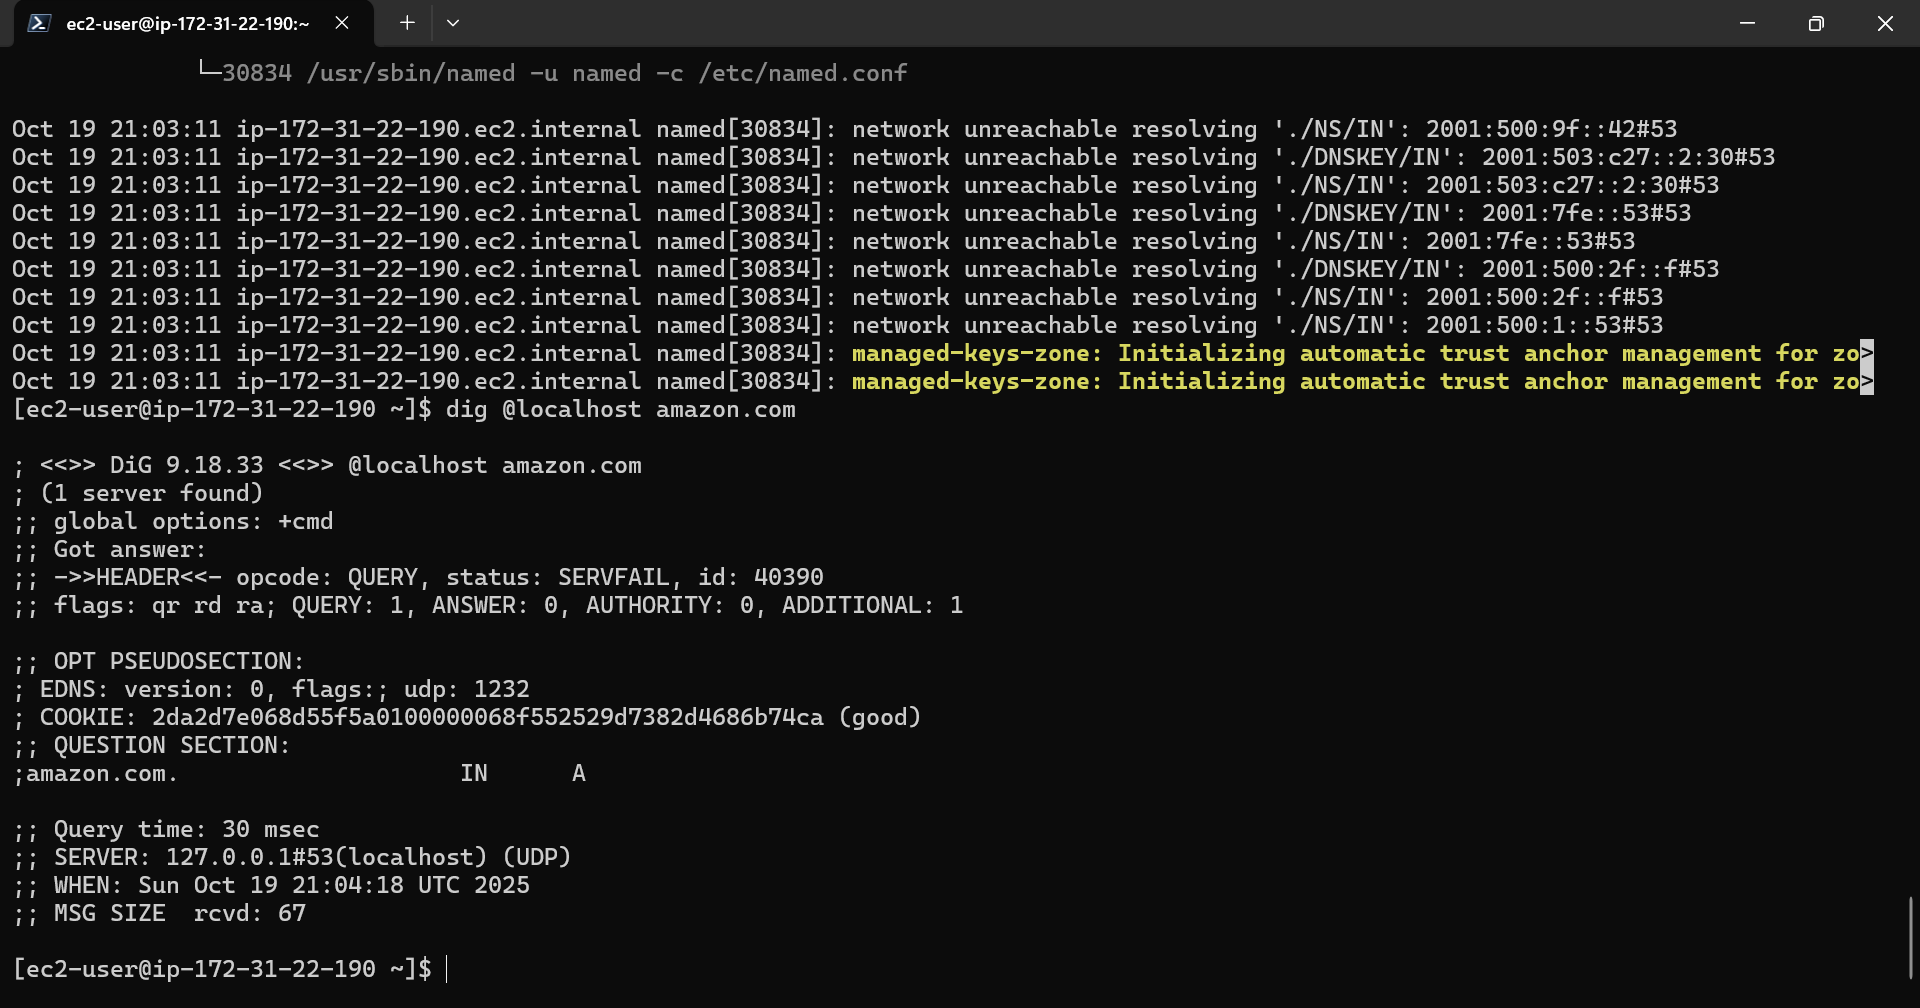 ec2-user@ip-172-31-22-190:~
└─30834 /usr/sbin/named -u named -c /etc/named.conf
Oct 19 21:03:11 ip-172-31-22-190.ec2.internal named[30834]: network unreachable resolving './NS/IN': 2001:500:9f::42#53
Oct 19 21:03:11 ip-172-31-22-190.ec2.internal named[30834]: network unreachable resolving './DNSKEY/IN': 2001:503:c27::2:30#53
Oct 19 21:03:11 ip-172-31-22-190.ec2.internal named[30834]: network unreachable resolving './NS/IN': 2001:503:c27::2:30#53
Oct 19 21:03:11 ip-172-31-22-190.ec2.internal named[30834]: network unreachable resolving './DNSKEY/IN': 2001:7fe::53#53
Oct 19 21:03:11 ip-172-31-22-190.ec2.internal named[30834]: network unreachable resolving './NS/IN': 2001:7fe::53#53
Oct 19 21:03:11 ip-172-31-22-190.ec2.internal named[30834]: network unreachable resolving './DNSKEY/IN': 2001:500:2f::f#53
Oct 19 21:03:11 ip-172-31-22-190.ec2.internal named[30834]: network unreachable resolving './NS/IN': 2001:500:2f::f#53
Oct 19 21:03:11 ip-172-31-22-190.ec2.internal named[30834]: network unreachable resolving './NS/IN': 2001:500:1::53#53
Oct 19 21:03:11 ip-172-31-22-190.ec2.internal named[30834]: managed-keys-zone: Initializing automatic trust anchor management for zo>
Oct 19 21:03:11 ip-172-31-22-190.ec2.internal named[30834]: managed-keys-zone: Initializing automatic trust anchor management for zo>
[ec2-user@ip-172-31-22-190 ~]$ dig @localhost amazon.com
; <<>> DiG 9.18.33 <<>> @localhost amazon.com
; (1 server found)
;; global options: +cmd
;; Got answer:
;; ->>HEADER<<- opcode: QUERY, status: SERVFAIL, id: 40390
;; flags: qr rd ra; QUERY: 1, ANSWER: 0, AUTHORITY: 0, ADDITIONAL: 1
;; OPT PSEUDOSECTION:
; EDNS: version: 0, flags:; udp: 1232
; COOKIE: 2da2d7e068d55f5a0100000068f552529d7382d4686b74ca (good)
;; QUESTION SECTION:
;amazon.com. IN A
;; Query time: 30 msec
;; SERVER: 127.0.0.1#53(localhost) (UDP)
;; WHEN: Sun Oct 19 21:04:18 UTC 2025
;; MSG SIZE  rcvd: 67
[ec2-user@ip-172-31-22-190 ~]$